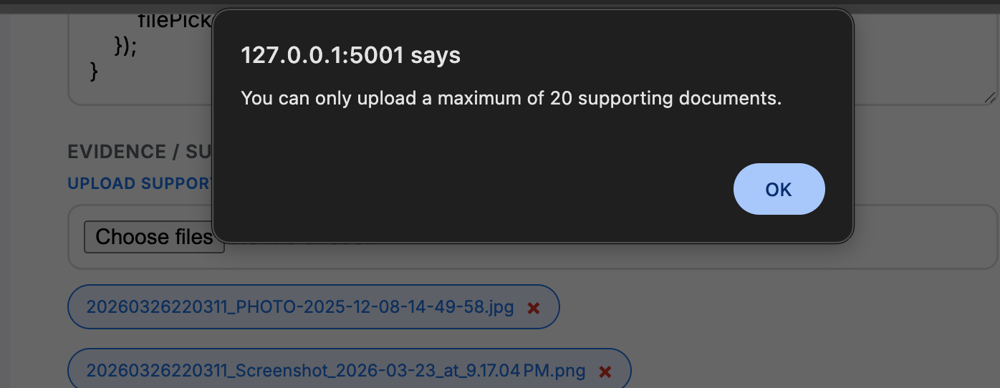 filePick
});
}
127.0.0.1:5001 says
You can only upload a maximum of 20 supporting documents.
OK
EVIDENCE / SU
UPLOAD SUPPOR
Choose files
20260326220311_PHOTO-2025-12-08-14-49-58.jpg ×
20260326220311_Screenshot_2026-03-23_at_9.17.04 PM.png ×